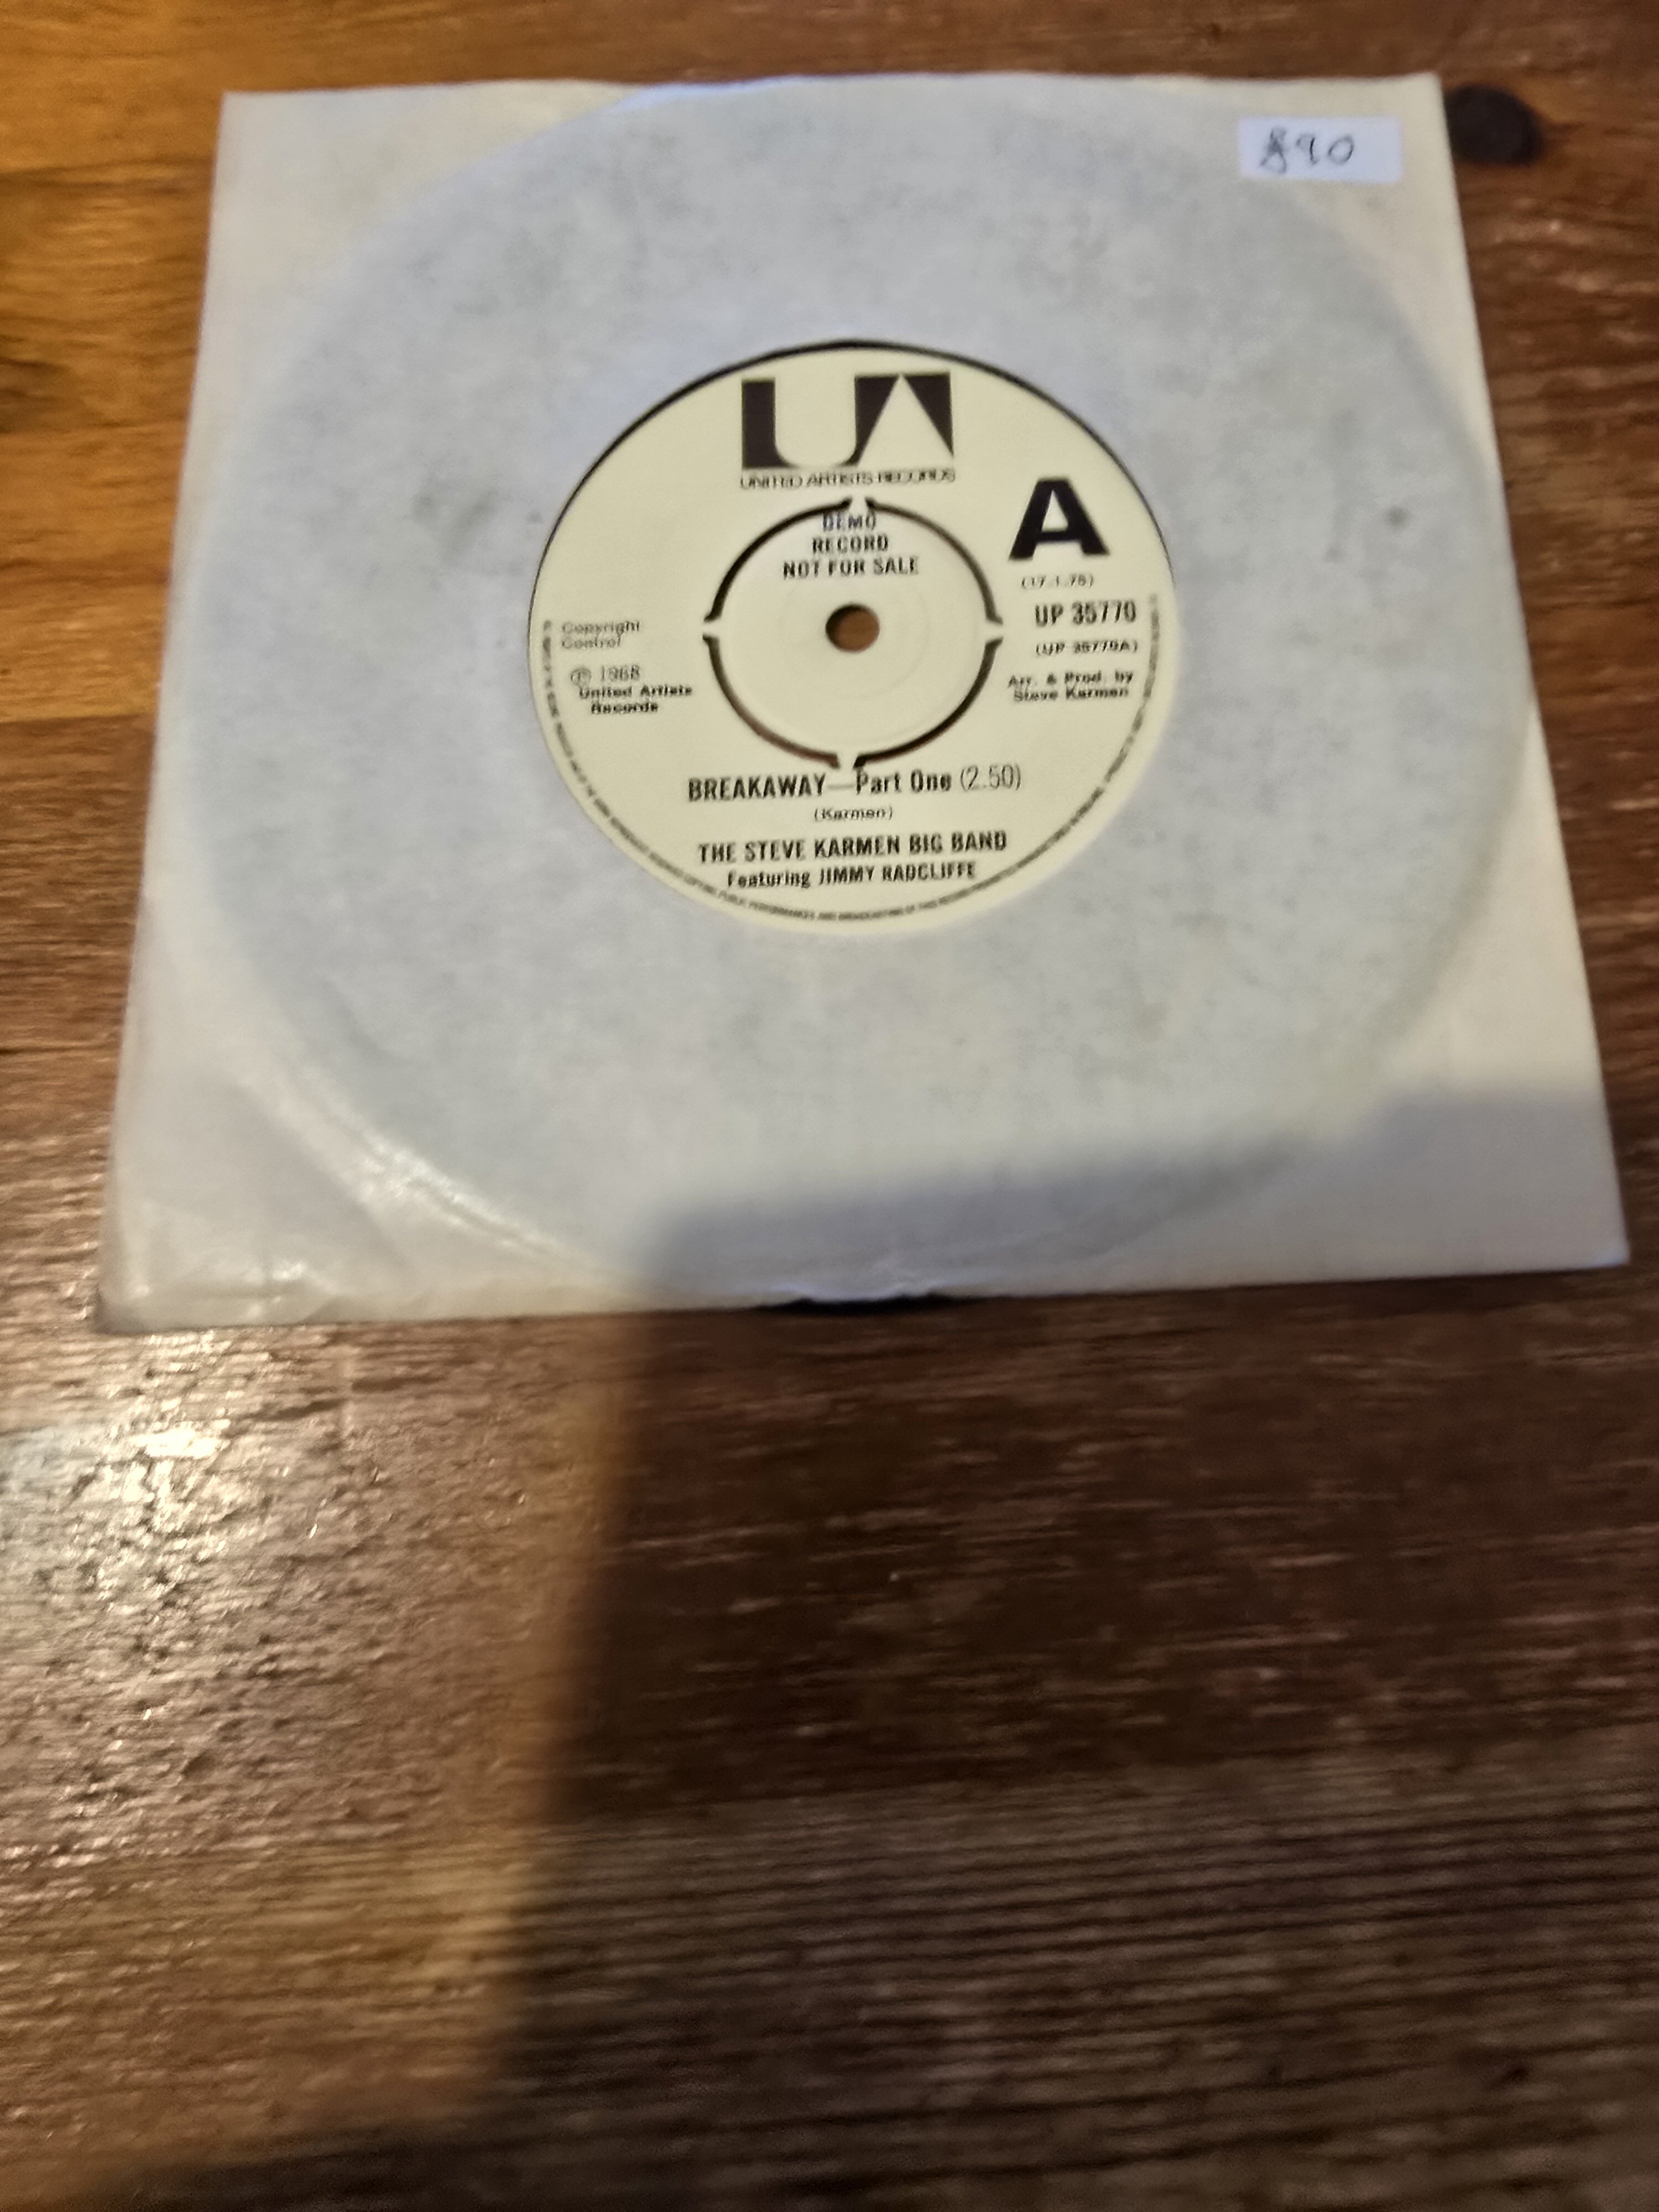 £90
UA
UNITED ARTISTS RECORDS
A
DEMO
RECORD
NOT FOR SALE
(17.1.75)
UP 35770
(UP 35770A)
Arr. & Prod. by
Steve Karmen
Copyright
Control
℗ 1968
United Artists
Records
BREAKAWAY—Part One (2.50)
(Karmen)
THE STEVE KARMEN BIG BAND
Featuring JIMMY RADCLIFFE